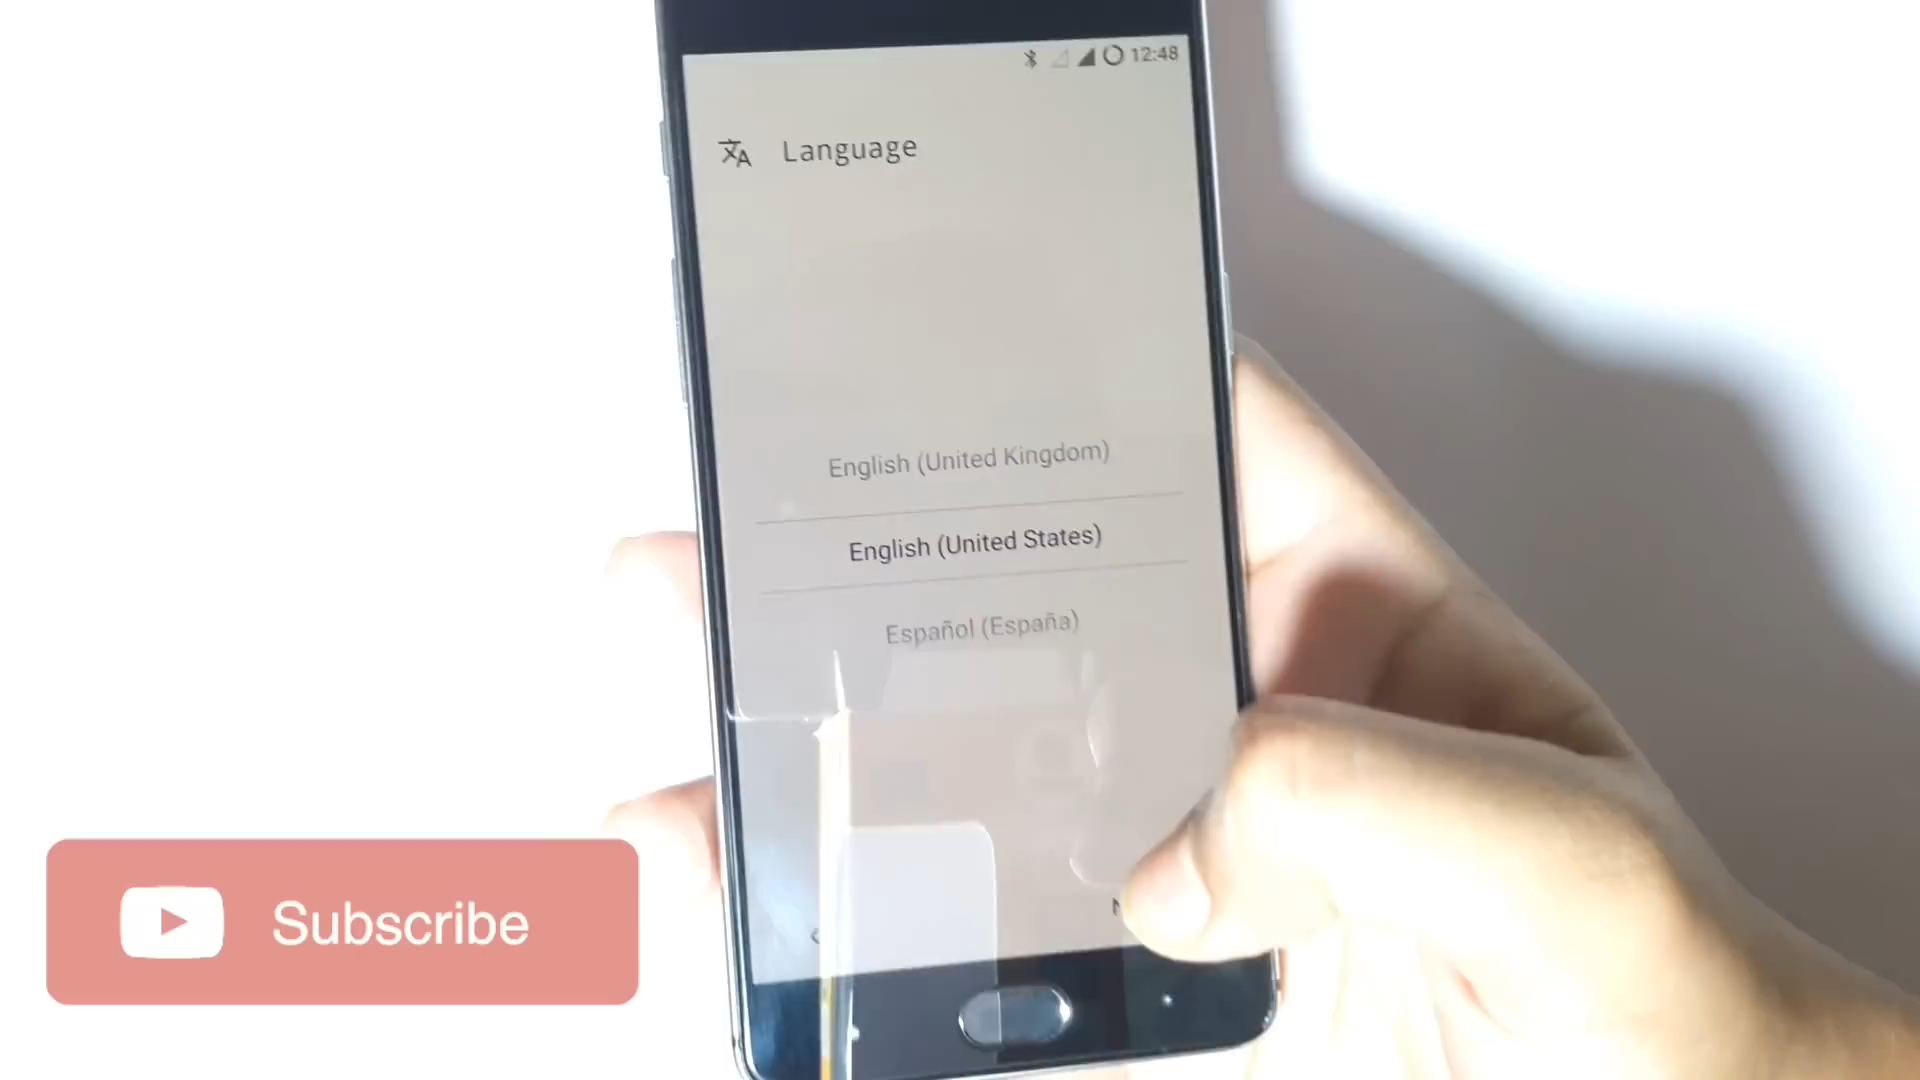 12:48
Language
English (United Kingdom)
English (United States)
Español (España)
Subscribe